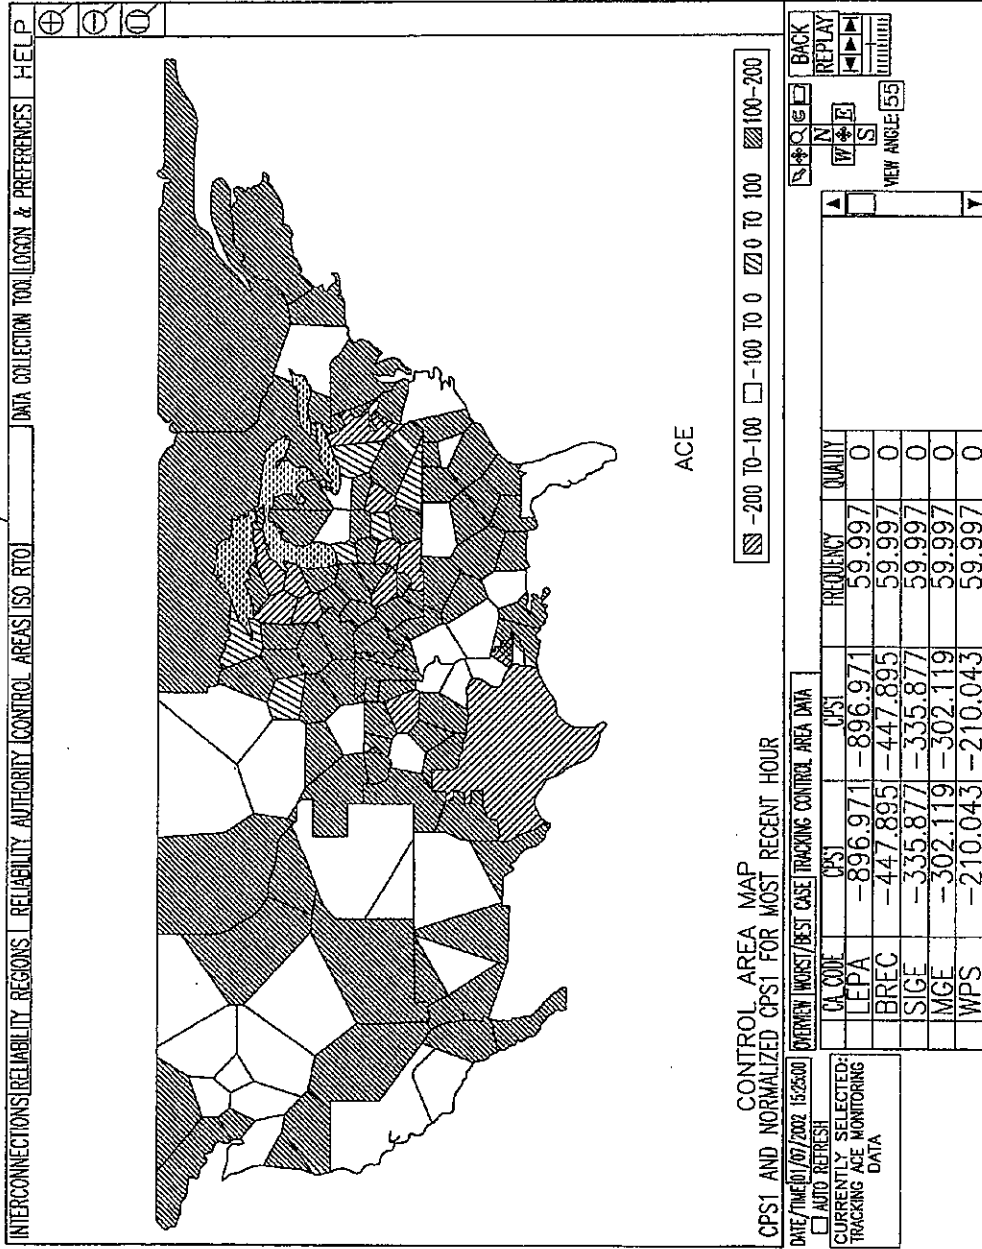 INTERCONNECTIONS RELIABILITY REGIONS RELIABILITY AUTHORITY CONTROL AREAS ISO RTO DATA COLLECTION TOOL LOGON & PREFERENCES HELP
ACE
-200 TO-100 -100 TO 0 0 TO 100 100-200
CONTROL AREA MAP
CPS1 AND NORMALIZED CPS1 FOR MOST RECENT HOUR
DATE/TIME 01/07/2002 15:25:00
AUTO REFRESH
CURRENTLY SELECTED:
TRACKING ACE MONITORING
DATA
OVERVIEW WORST/BEST CASE TRACKING CONTROL AREA DATA
CA CODE CPS1 CPS1 FREQUENCY QUALITY
LEPA -896.971 -896.971 59.997 0
BREC -447.895 -447.895 59.997 0
SIGE -335.877 -335.877 59.997 0
MGE -302.119 -302.119 59.997 0
WPS -210.043 -210.043 59.997 0
N
W E
S
VIEW ANGLE: 55
BACK
REPLAY